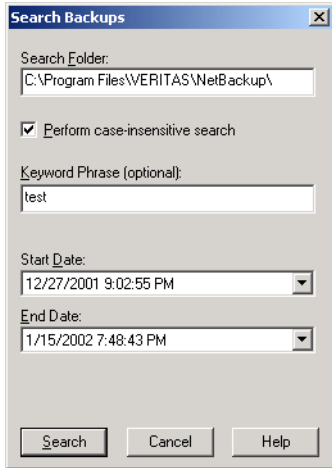 Search Backups
Search Folder:
C:\Program Files\VERITAS\NetBackup\
Perform case-insensitive search
Keyword Phrase (optional):
test
Start Date:
12/27/2001 9:02:55 PM
End Date:
1/15/2002 7:48:43 PM
Search Cancel Help